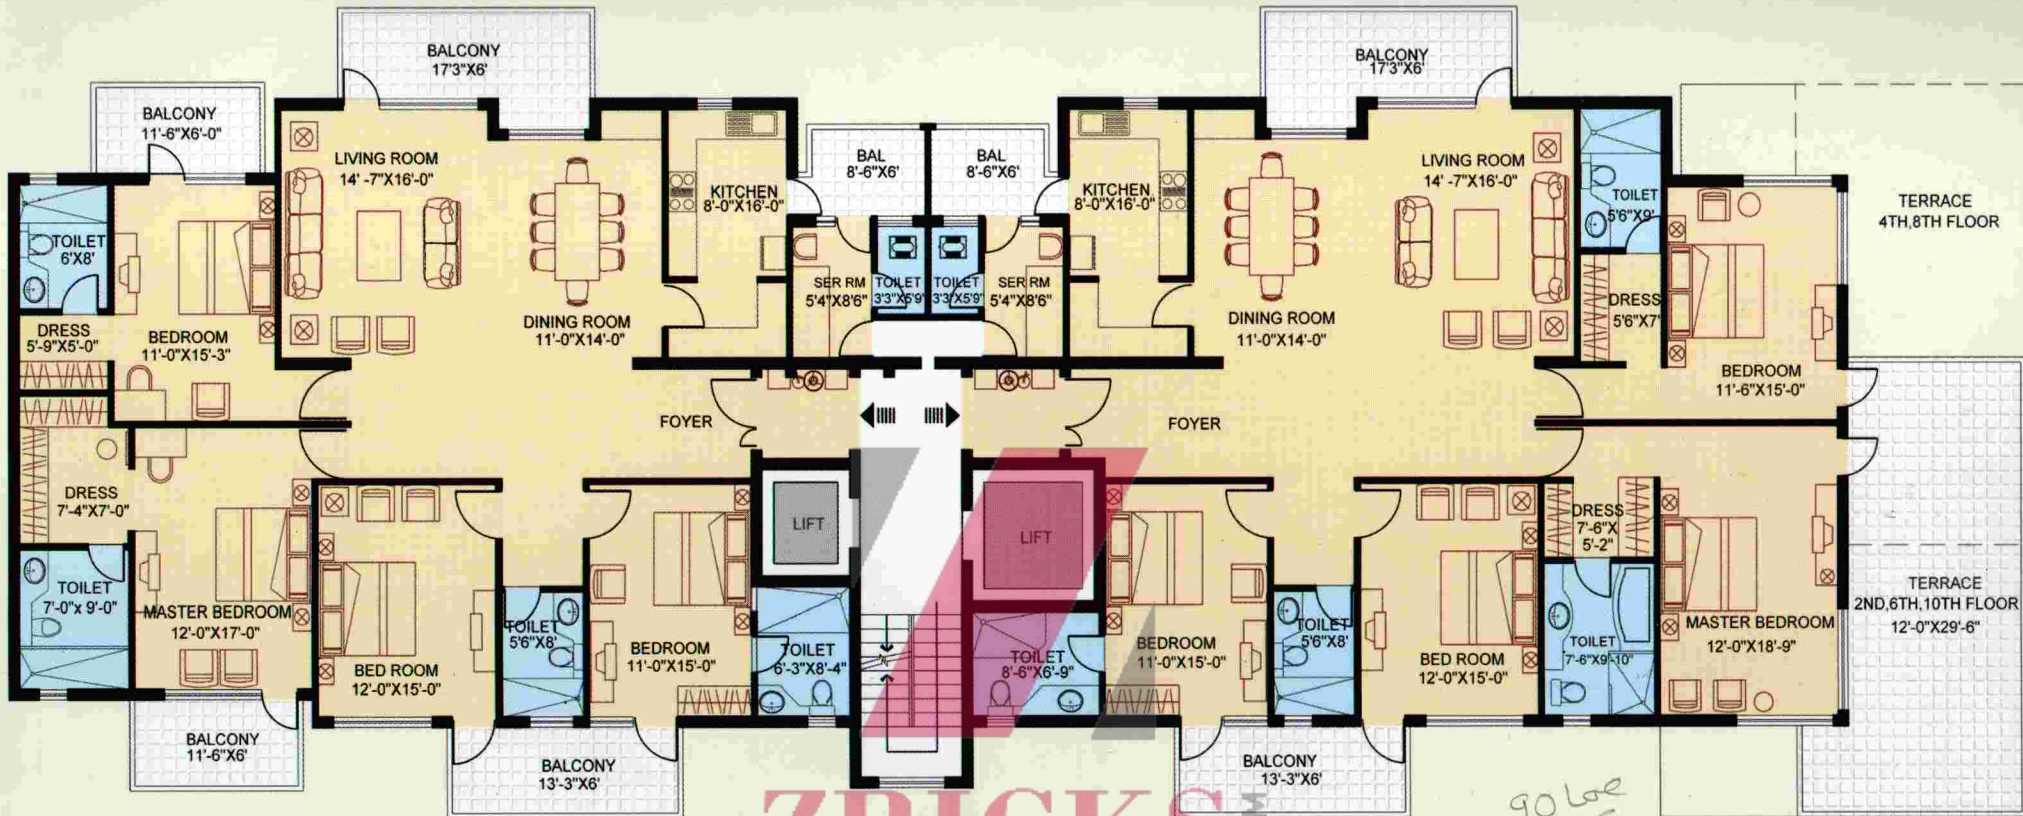 BALCONY
17'3"X6'
BALCONY
11'-6"X6'-0"
LIVING ROOM
14' -7"X16'-0"
KITCHEN
8'-0"X16'-0"
BAL
8'-6"X6'
BAL
8'-6"X6'
KITCHEN
8'-0"X16'-0"
BALCONY
17'3"X6'
LIVING ROOM
14' -7"X16'-0"
TOILET
5'6"X9'
TERRACE
4TH,8TH FLOOR
TOILET
6'X8'
DRESS
5'-9"X5'-0"
BEDROOM
11'-0"X15'-3"
DINING ROOM
11'-0"X14'-0"
SER RM
5'4"X8'6"
TOILET
3'3"X5'9"
TOILET
3'3"X5'9"
SER RM
5'4"X8'6"
DINING ROOM
11'-0"X14'-0"
DRESS
5'6"X7'
BEDROOM
11'-6"X15'-0"
FOYER
FOYER
DRESS
7'-4"X7'-0"
TOILET
7'-0"x 9'-0"
MASTER BEDROOM
12'-0"X17'-0"
BED ROOM
12'-0"X15'-0"
TOILET
5'6"X8'
BEDROOM
11'-0"X15'-0"
LIFT
TOILET
6'-3"X8'-4"
LIFT
TOILET
8'-6"X6'-9"
BEDROOM
11'-0"X15'-0"
TOILET
5'6"X8'
BED ROOM
12'-0"X15'-0"
DRESS
7'-6"X
5'-2"
TOILET
7'-6"X9'-10"
MASTER BEDROOM
12'-0"X18'-9"
TERRACE
2ND,6TH,10TH FLOOR
12'-0"X29'-6"
BALCONY
11'-6"X6'
BALCONY
13'-3"X6'
BALCONY
13'-3"X6'
ZRICKS